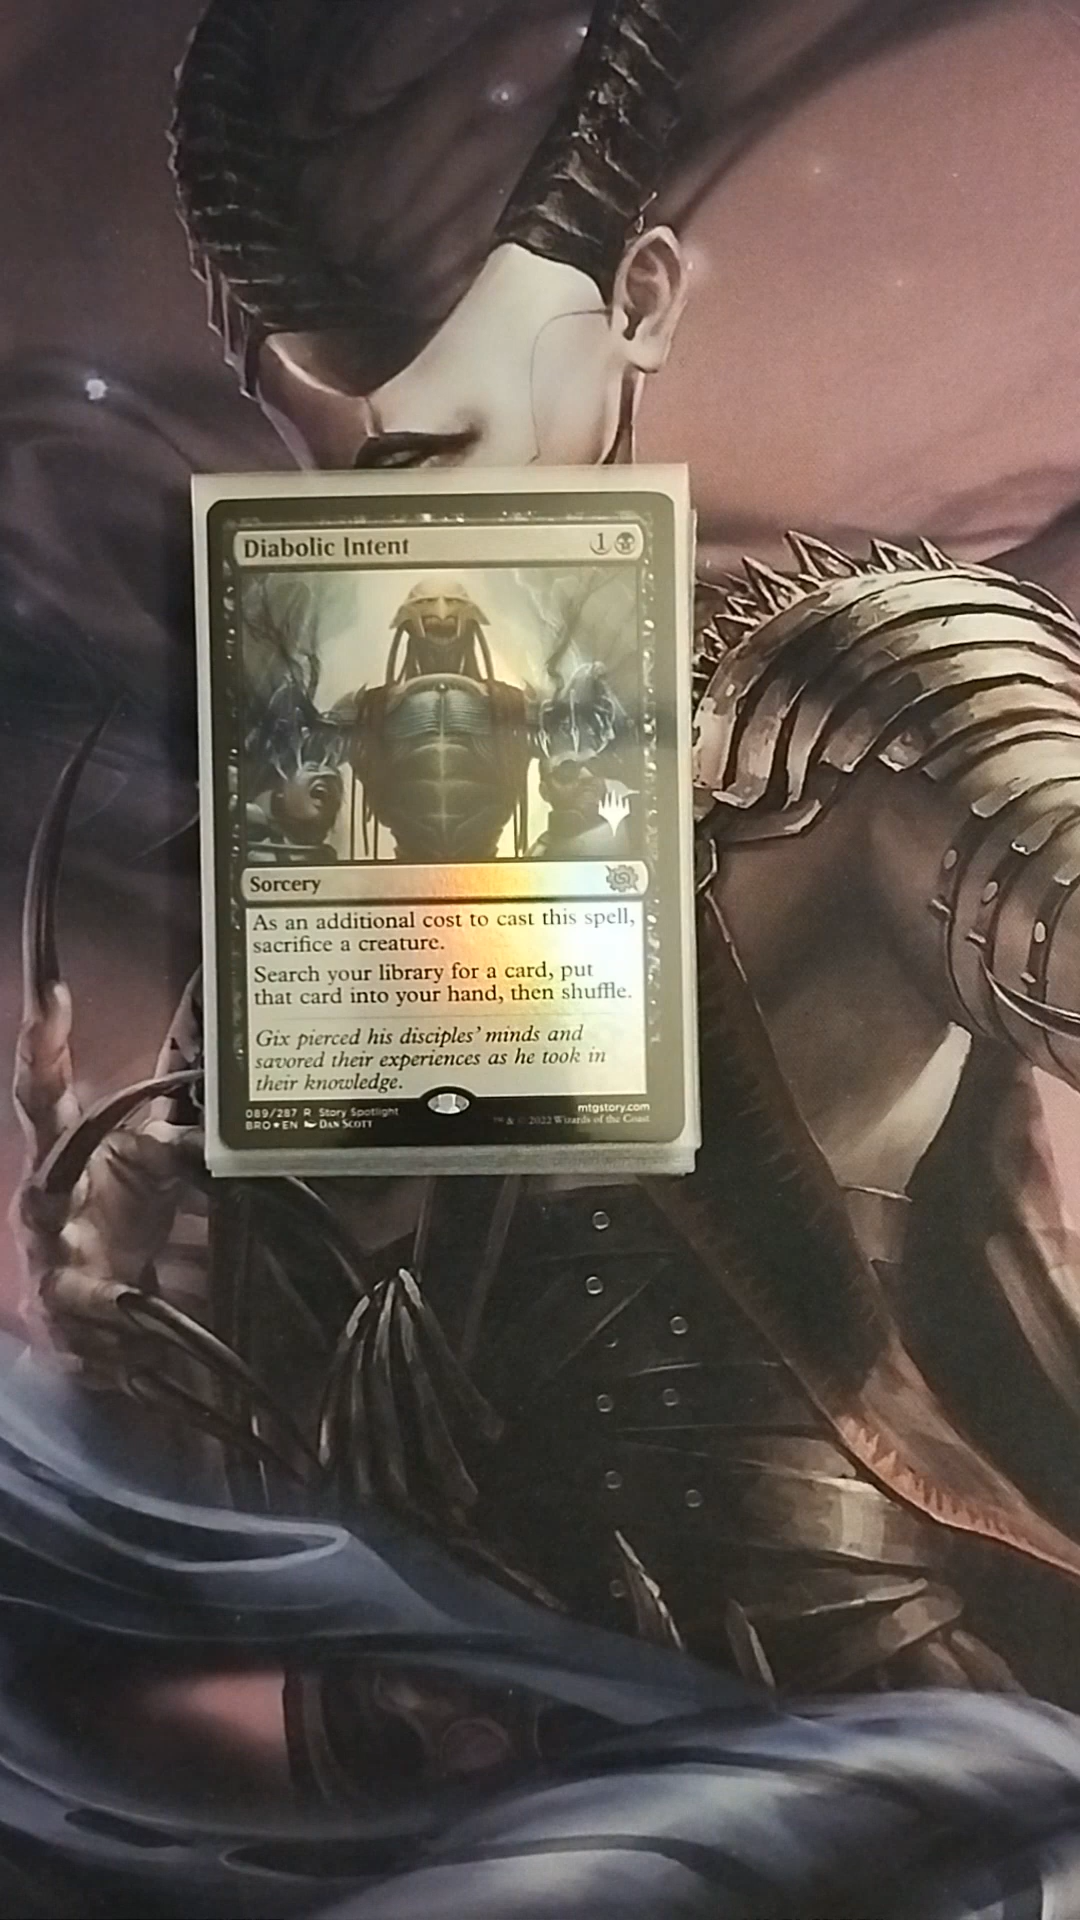 Diabolic Intent 1
Sorcery
As an additional cost to cast this spell,
sacrifice a creature.
Search your library for a card, put
that card into your hand, then shuffle.
Gix pierced his disciples' minds and
savored their experiences as he took in
their knowledge.
089/287 R Story Spotlight mtgstory.com
BRO★EN Dan Scott ™ & © 2022 Wizards of the Coast